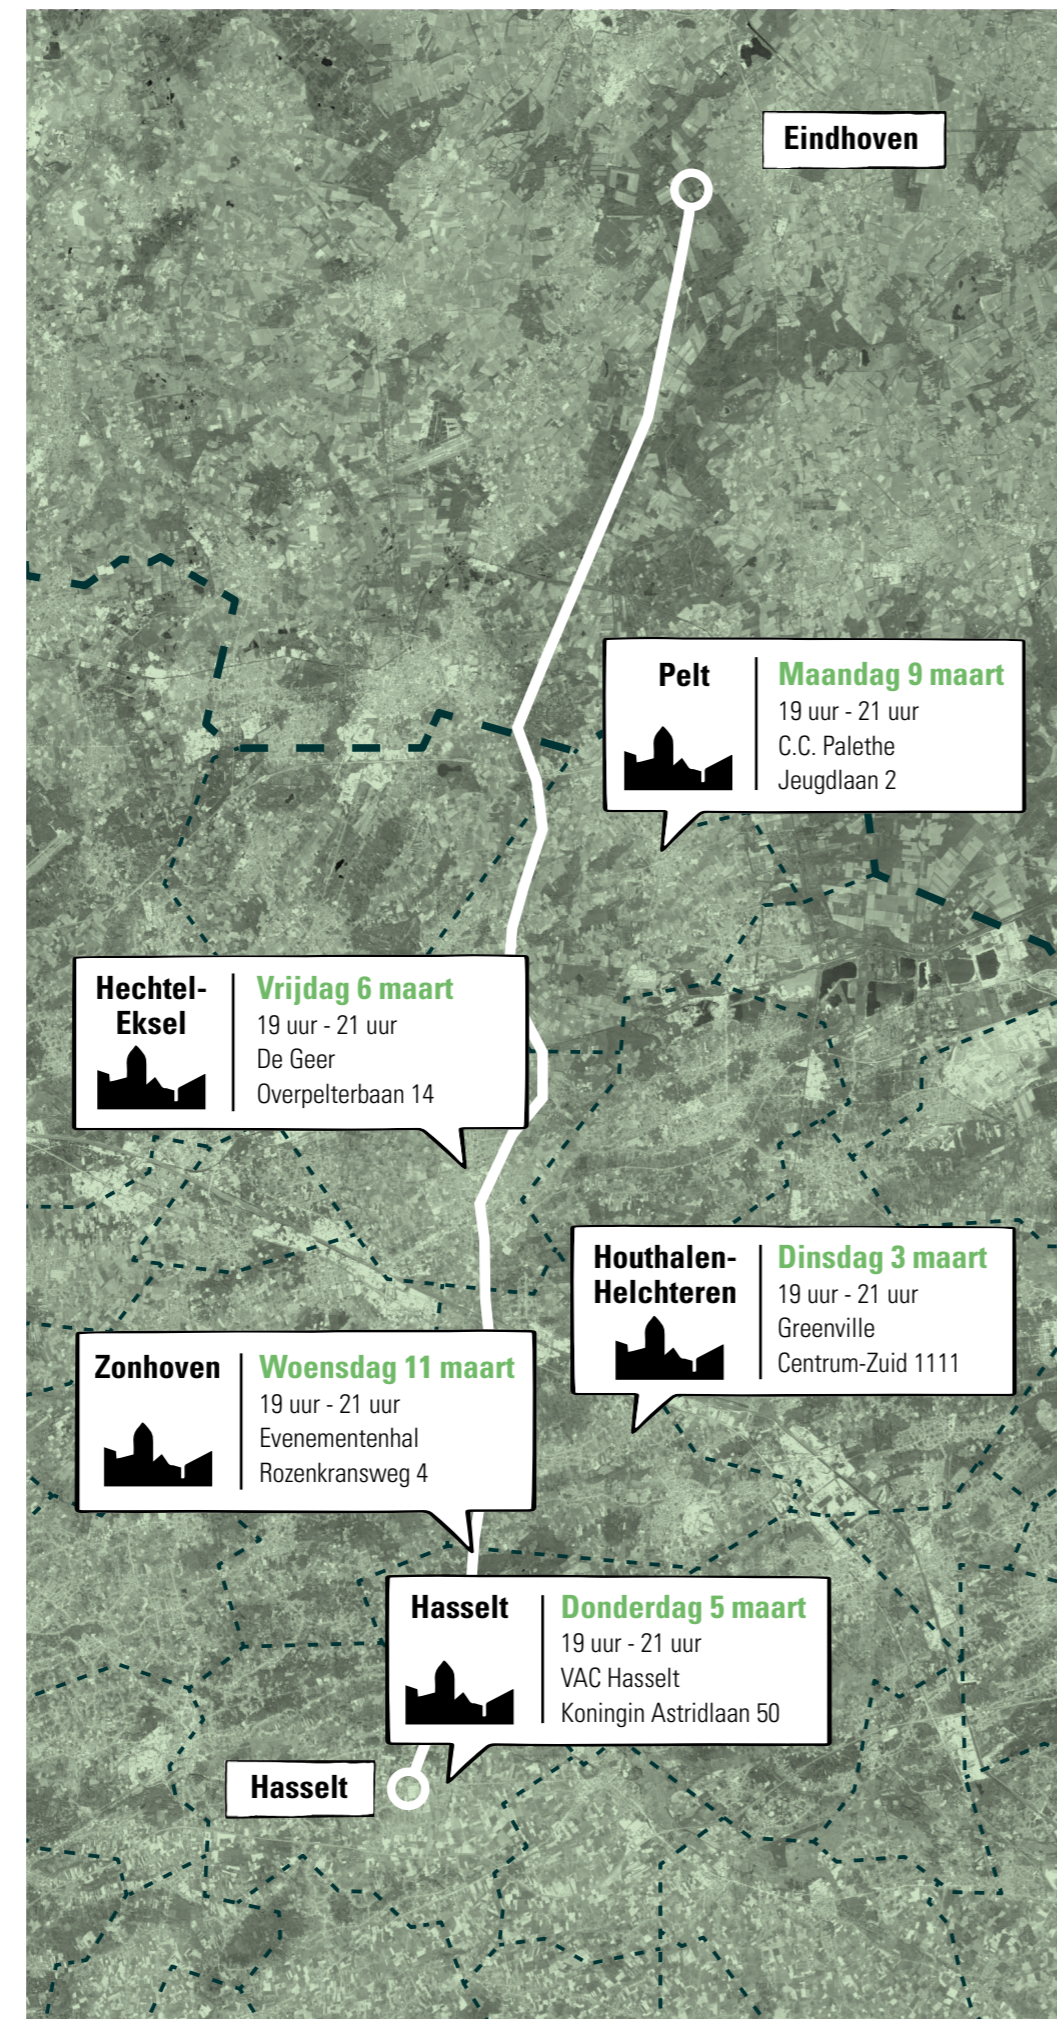 Eindhoven
Pelt
Maandag 9 maart
19 uur - 21 uur
C.C. Palethe
Jeugdlaan 2
Hechtel-
Eksel
Vrijdag 6 maart
19 uur - 21 uur
De Geer
Overpelterbaan 14
Houthalen-
Helchteren
Dinsdag 3 maart
19 uur - 21 uur
Greenville
Centrum-Zuid 1111
Zonhoven
Woensdag 11 maart
19 uur - 21 uur
Evenementenhal
Rozenkransweg 4
Hasselt
Donderdag 5 maart
19 uur - 21 uur
VAC Hasselt
Koningin Astridlaan 50
Hasselt